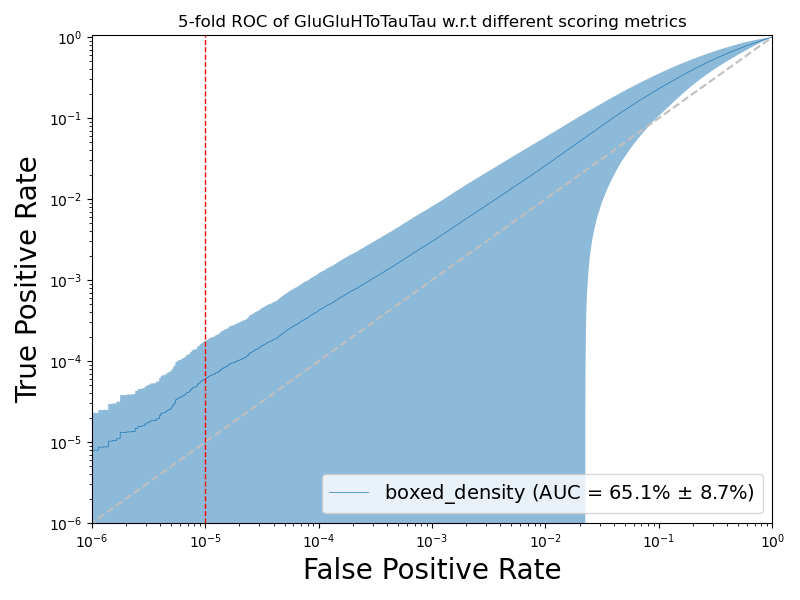 5-fold ROC of GluGluHToTauTau w.r.t different scoring metrics
True Positive Rate
10⁰
10⁻¹
10⁻²
10⁻³
10⁻⁴
10⁻⁵
10⁻⁶
boxed_density (AUC = 65.1% ± 8.7%)
10⁻⁶ 10⁻⁵ 10⁻⁴ 10⁻³ 10⁻² 10⁻¹ 10⁰
False Positive Rate